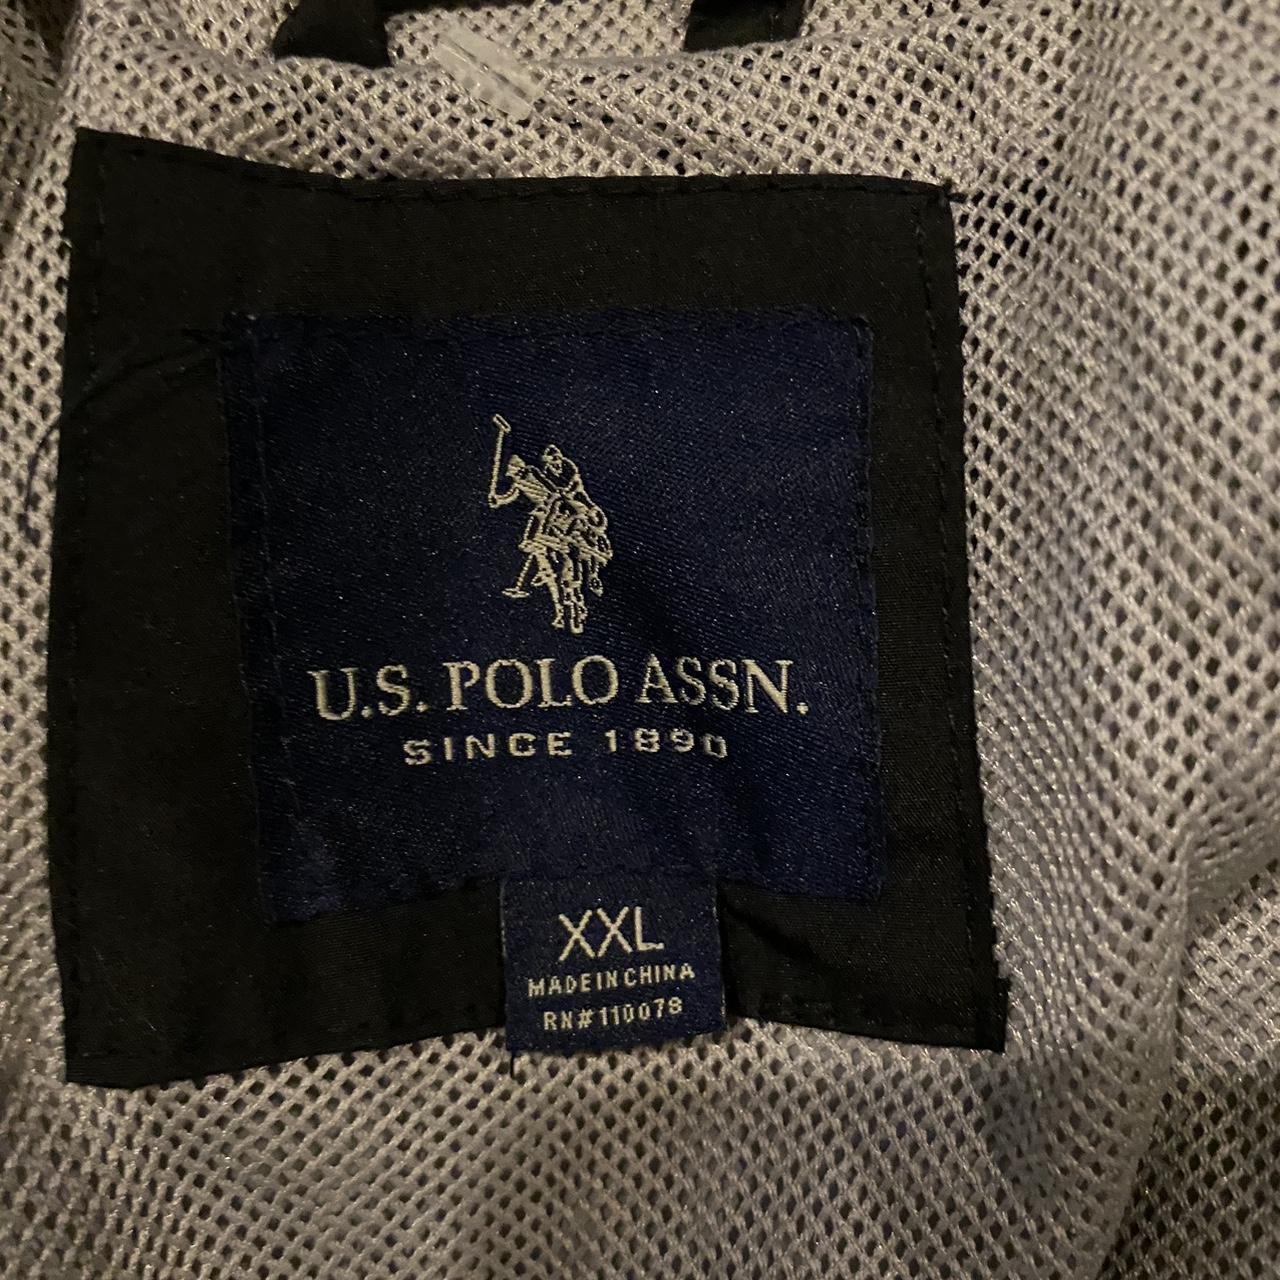 U.S. POLO ASSN.
SINCE 1890
XXL
MADE IN CHINA
RN#110078